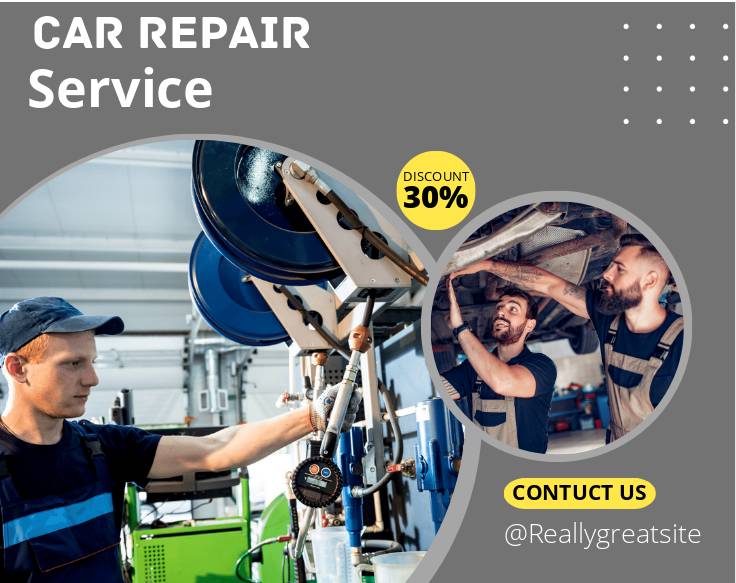 CAR REPAIR
Service
DISCOUNT
30%
CONTUCT US
@Reallygreatsite